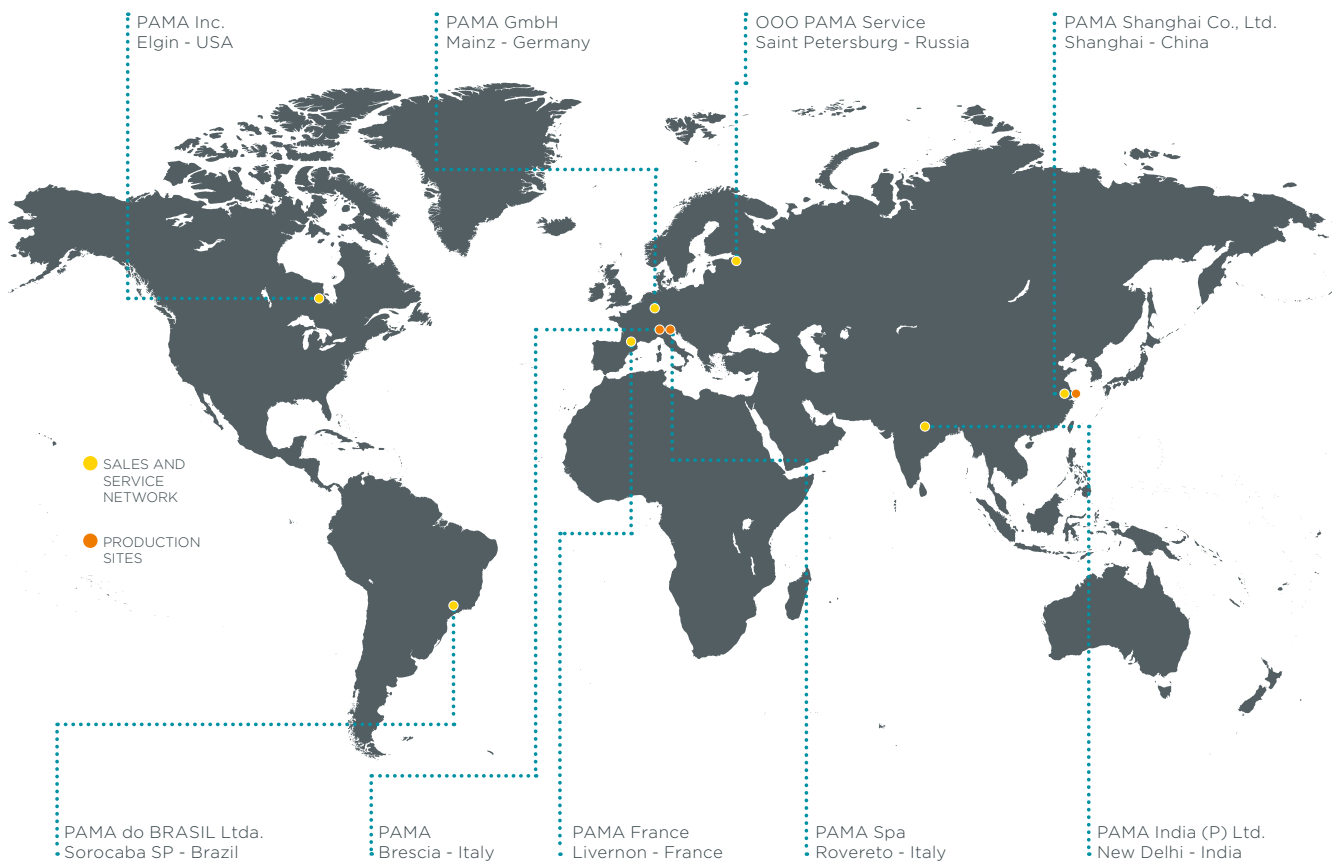 PAMA Inc.
Elgin - USA
PAMA GmbH
Mainz - Germany
OOO PAMA Service
Saint Petersburg - Russia
PAMA Shanghai Co., Ltd.
Shanghai - China
SALES AND
SERVICE
NETWORK
PRODUCTION
SITES
PAMA do BRASIL Ltda.
Sorocaba SP - Brazil
PAMA
Brescia - Italy
PAMA France
Livernon - France
PAMA Spa
Rovereto - Italy
PAMA India (P) Ltd.
New Delhi - India